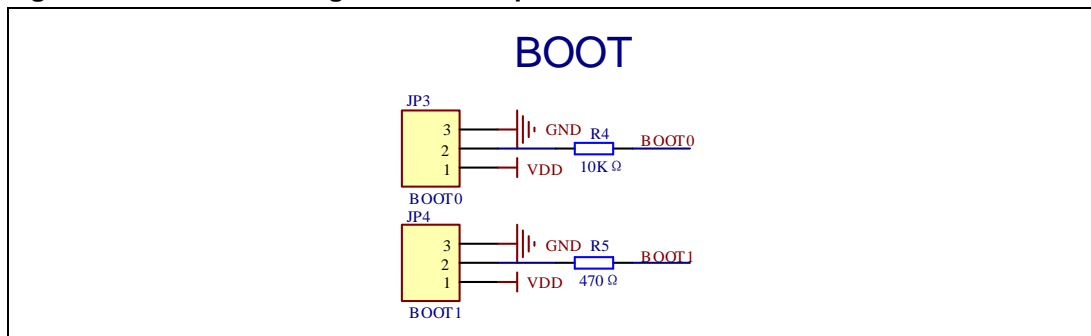 BOOT
JP3
3
GND
R4
BOOT0
2
1
VDD
10K Ω
BOOT0
JP4
3
GND
R5
BOOT1
2
1
VDD
470 Ω
BOOT1